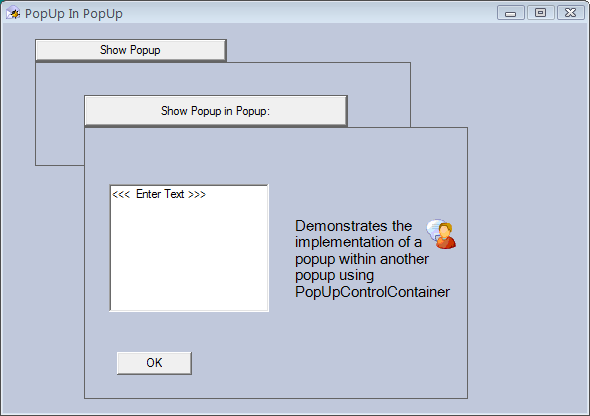 PopUp In PopUp
Show Popup
Show Popup in Popup:
<<<  Enter Text >>>
Demonstrates the
implementation of a
popup within another
popup using
PopUpControlContainer
OK